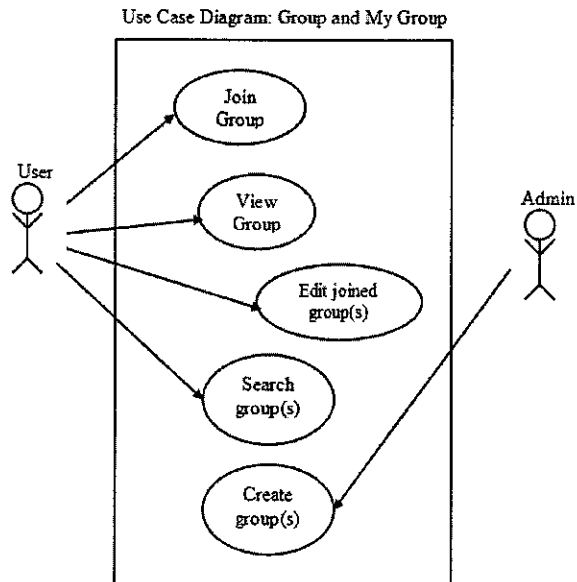 Use Case Diagram: Group and My Group
Join
Group
User
View
Group
Admin
Edit joined
group(s)
Search
group(s)
Create
group(s)